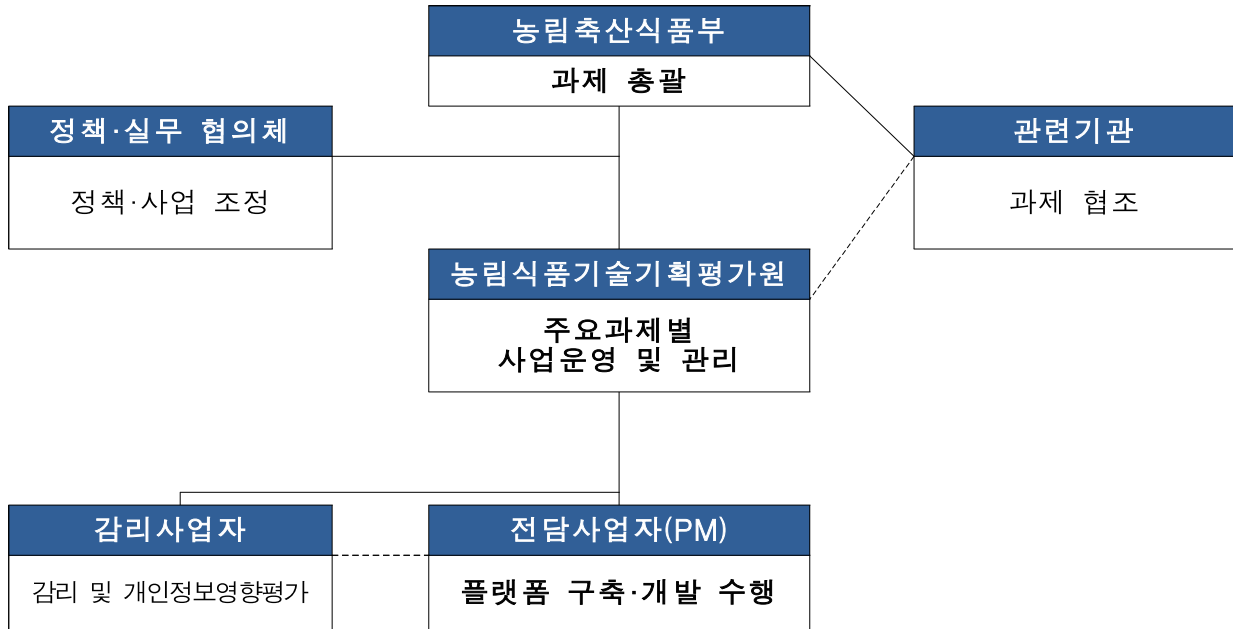 농림축산식품부
과제 총괄
정책·실무 협의체
정책·사업 조정
관련기관
과제 협조
농림식품기술기획평가원
주요과제별
사업운영 및 관리
감리사업자
감리 및 개인정보영향평가
전담사업자(PM)
플랫폼 구축·개발 수행